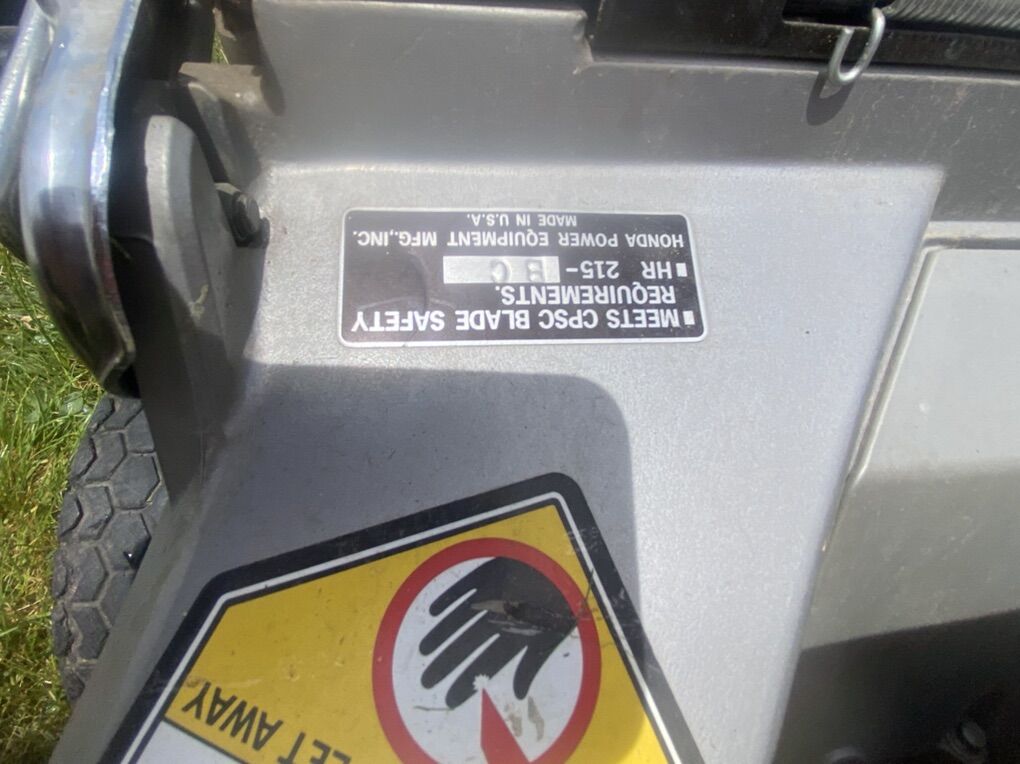 ■ MEETS CPSC BLADE SAFETY
REQUIREMENTS.
■ HR 215-
HONDA POWER EQUIPMENT MFG.,INC.
MADE IN U.S.A.
AWAY